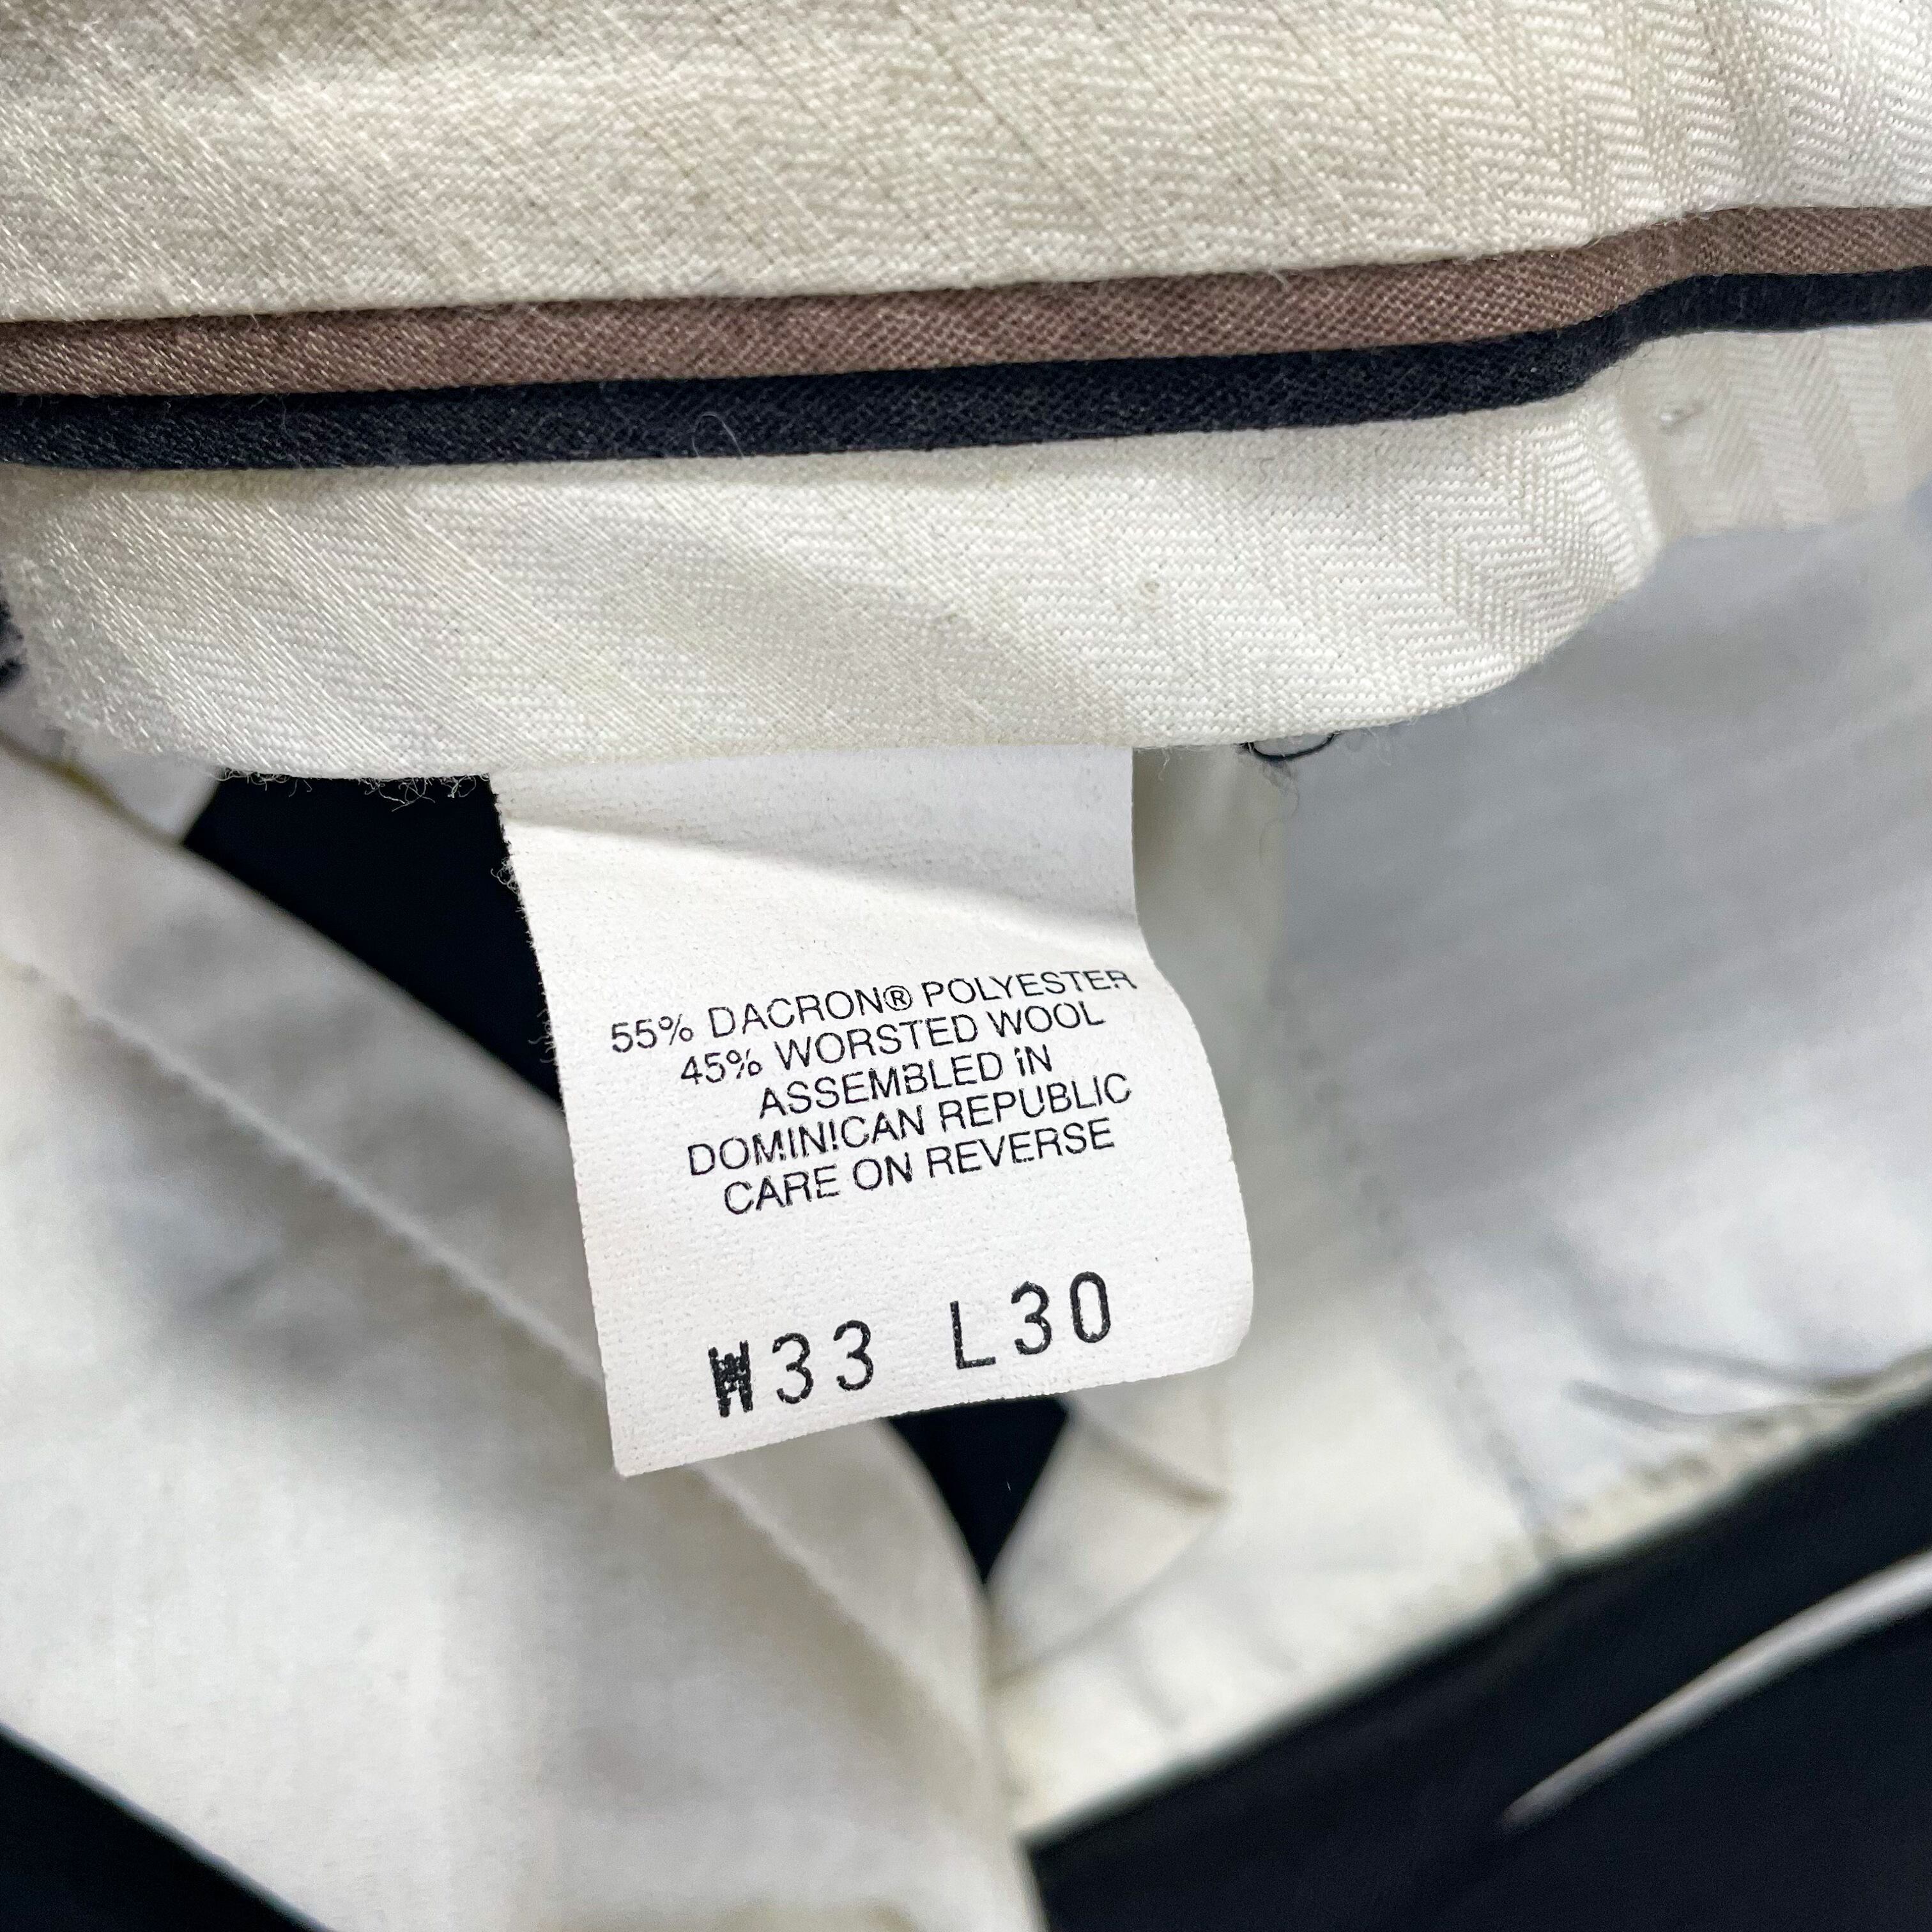 55% DACRON® POLYESTER
45% WORSTED WOOL
ASSEMBLED IN
DOMINICAN REPUBLIC
CARE ON REVERSE
W33 L30